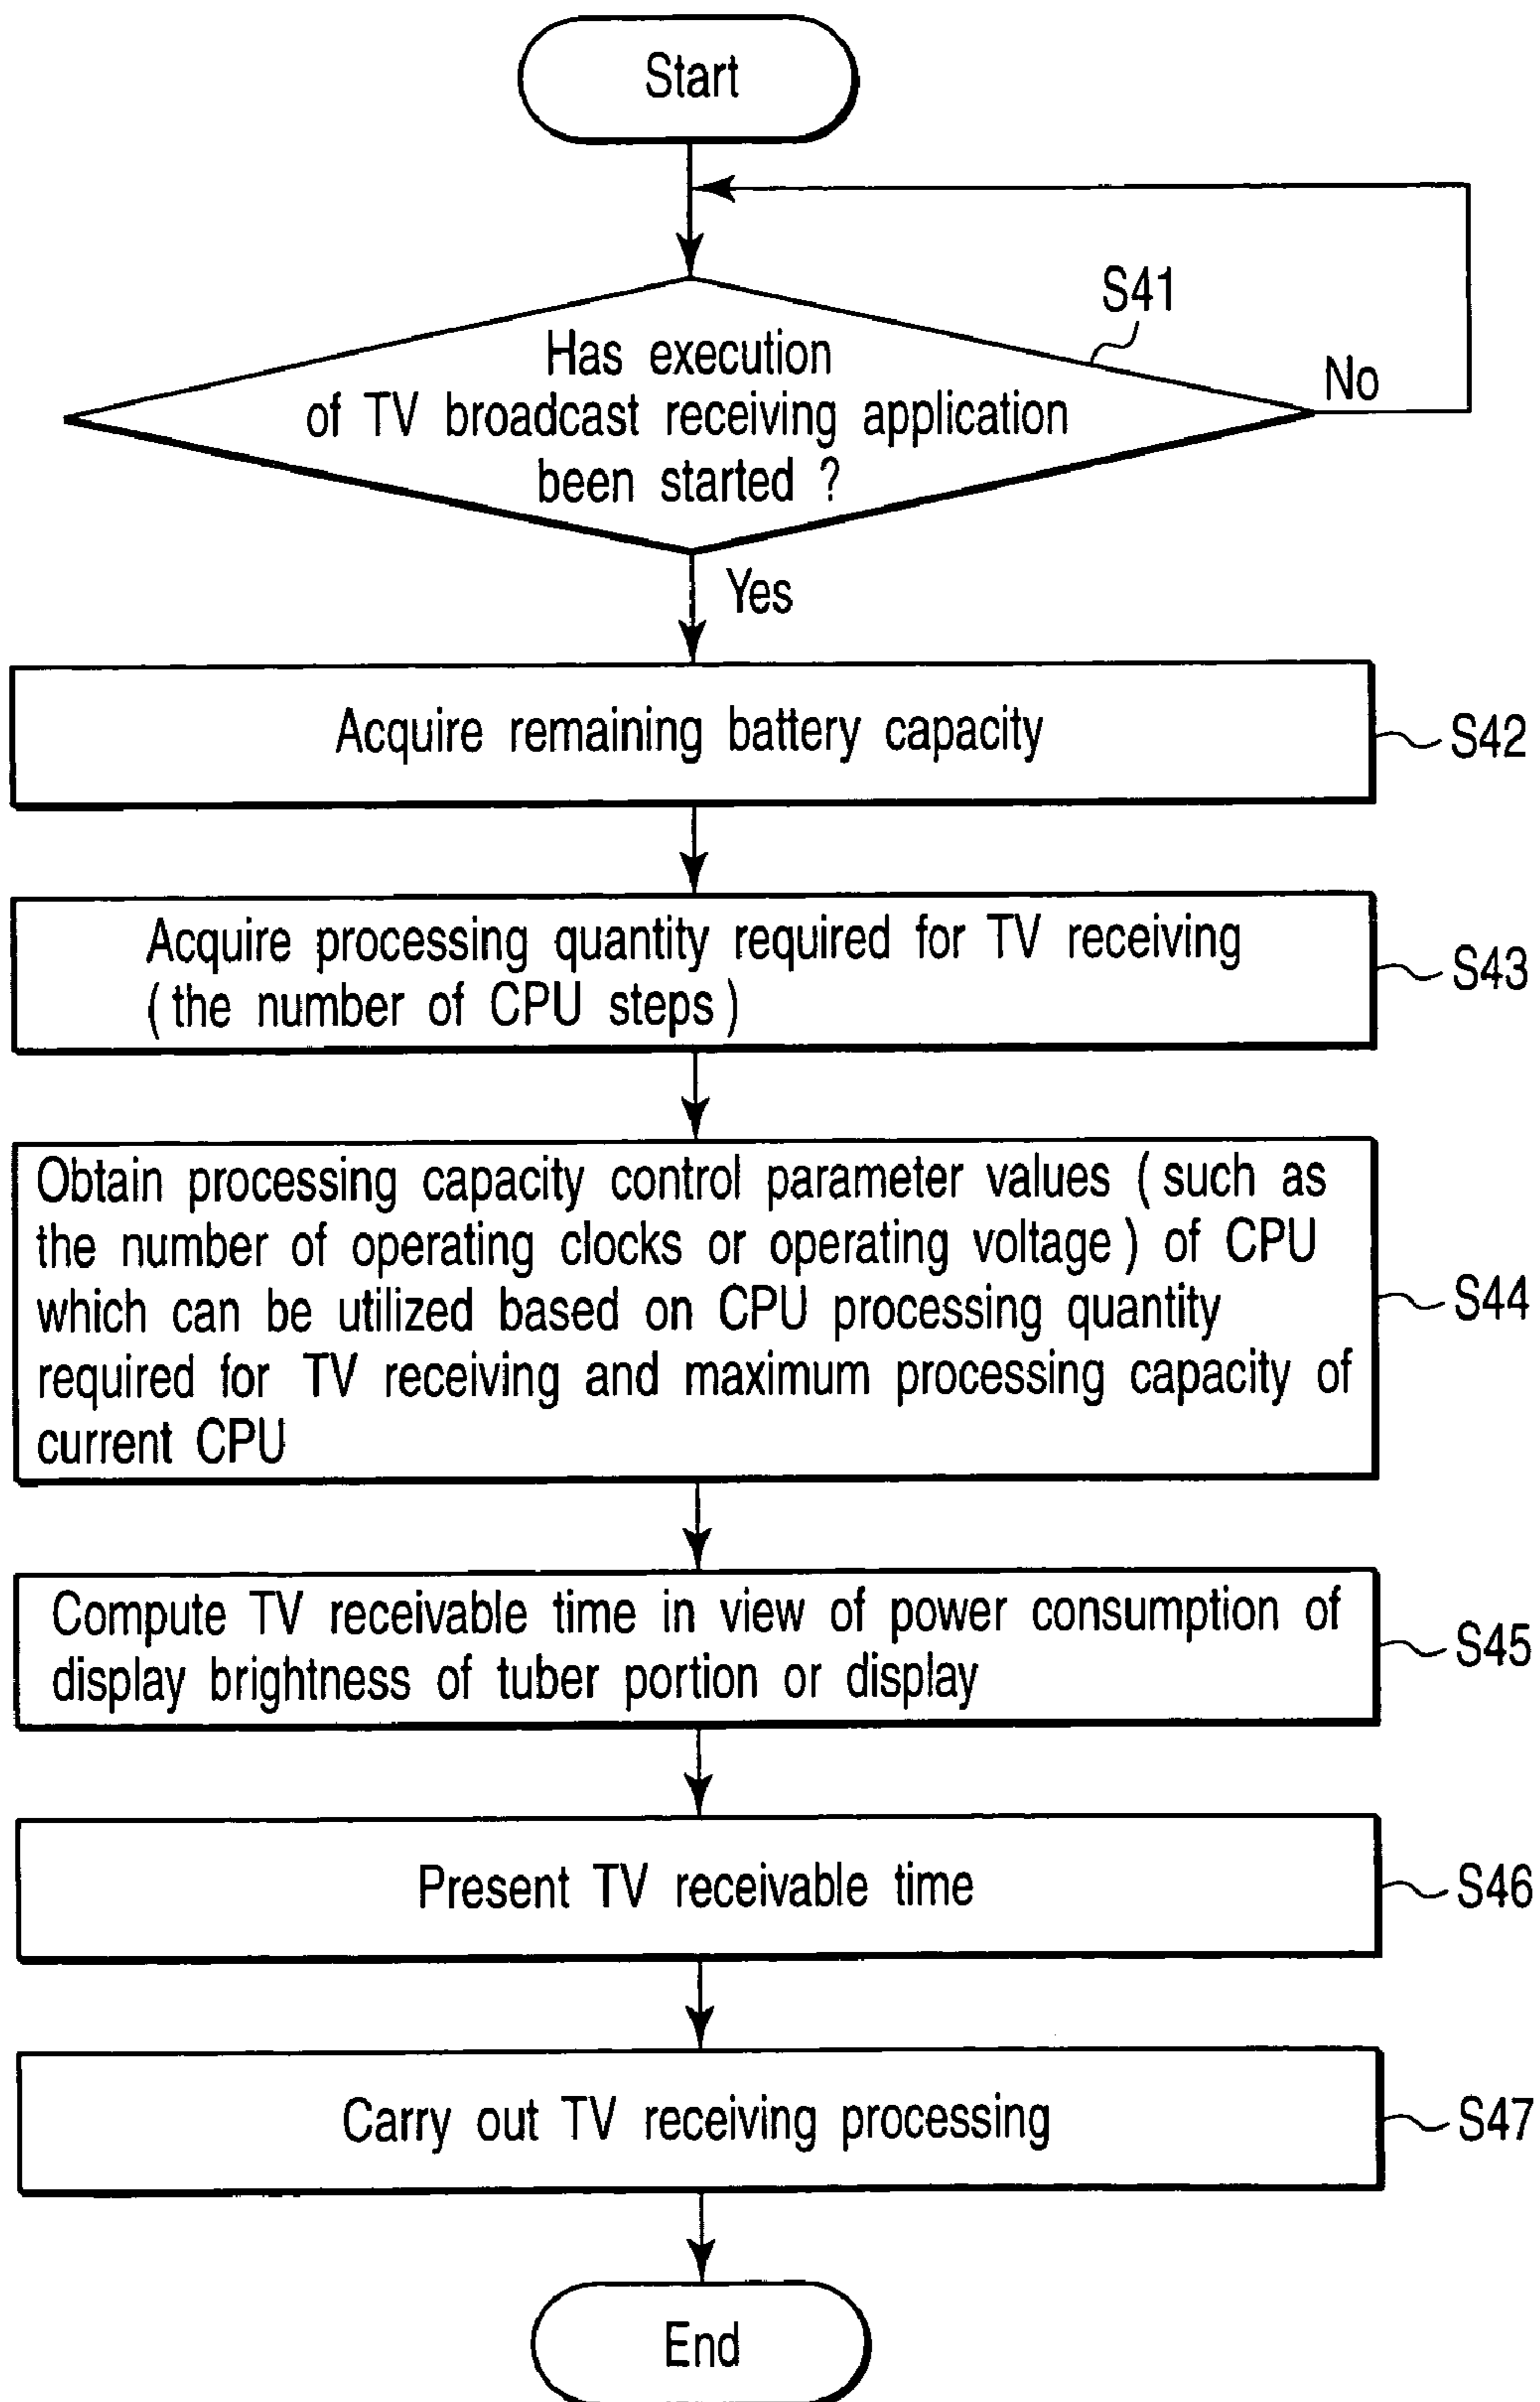 Start
S41
Has execution
of TV broadcast receiving application
been started ?
No
Yes
Acquire remaining battery capacity
S42
Acquire processing quantity required for TV receiving
(the number of CPU steps)
S43
Obtain processing capacity control parameter values (such as
the number of operating clocks or operating voltage) of CPU
which can be utilized based on CPU processing quantity
required for TV receiving and maximum processing capacity of
current CPU
S44
Compute TV receivable time in view of power consumption of
display brightness of tuber portion or display
S45
Present TV receivable time
S46
Carry out TV receiving processing
S47
End